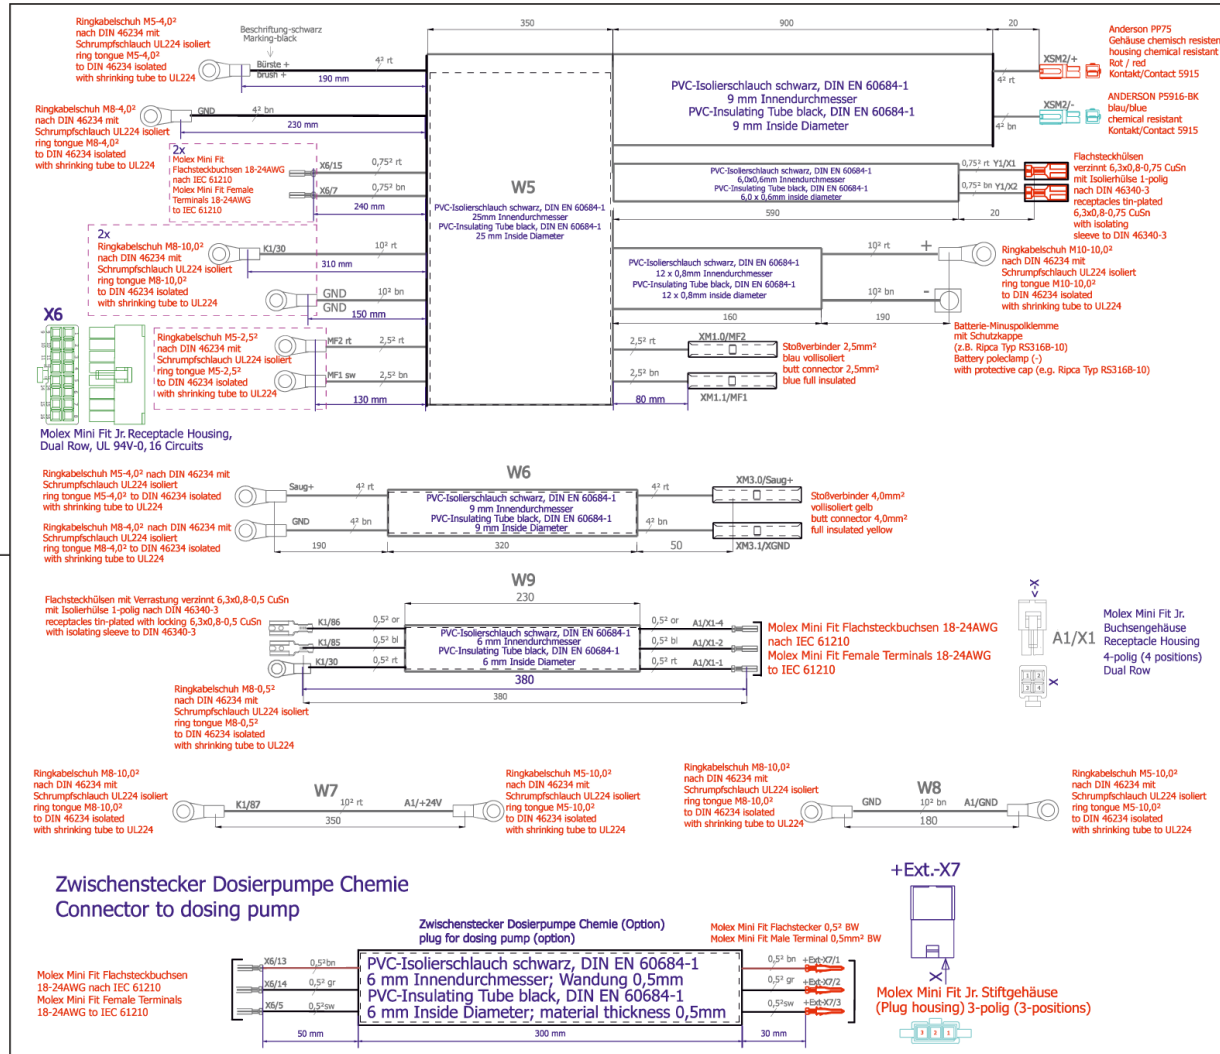 350
900
20
Ringkabelschuh M5-4,0²
nach DIN 46234 mit
Schrumpfschlauch UL224 isoliert
ring tongue M5-4,0²
to DIN 46234 isolated
with shrinking tube to UL224
Beschriftung-schwarz
Marking-black
Bürste +
brush +
4² rt
190 mm
Ringkabelschuh M8-4,0²
nach DIN 46234 mit
Schrumpfschlauch UL224 isoliert
ring tongue M8-4,0²
to DIN 46234 isolated
with shrinking tube to UL224
GND
4² bn
230 mm
2x
Molex Mini Fit
Flachsteckbuchsen 18-24AWG
nach IEC 61210
Molex Mini Fit Female
Terminals 18-24AWG
to IEC 61210
X6/15
0,75² rt
X6/7
0,75² bn
240 mm
2x
Ringkabelschuh M8-10,0²
nach DIN 46234 mit
Schrumpfschlauch UL224 isoliert
ring tongue M8-10,0²
to DIN 46234 isolated
with shrinking tube to UL224
K1/30
10² rt
310 mm
GND
GND
10² bn
150 mm
X6
Ringkabelschuh M5-2,5²
nach DIN 46234 mit
Schrumpfschlauch UL224 isoliert
ring tongue M5-2,5²
to DIN 46234 isolated
with shrinking tube to UL224
MF2 rt
2,5² rt
MF1 sw
2,5² bn
130 mm
Molex Mini Fit Jr. Receptacle Housing,
Dual Row, UL 94V-0, 16 Circuits
W5
PVC-Isolierschlauch schwarz, DIN EN 60684-1
25mm Innendurchmesser
PVC-Insulating Tube black, DIN EN 60684-1
25 mm Inside Diameter
PVC-Isolierschlauch schwarz, DIN EN 60684-1
9 mm Innendurchmesser
PVC-Insulating Tube black, DIN EN 60684-1
9 mm Inside Diameter
4² rt
XSM2/+
4² bn
XSM2/-
Anderson PP75
Gehäuse chemisch resisten
housing chemical resistant
Rot / red
Kontakt/Contact 5915
ANDERSON P5916-BK
blau/blue
chemical resistant
Kontakt/Contact 5915
PVC-Isolierschlauch schwarz, DIN EN 60684-1
6,0x0,6mm Innendurchmesser
PVC-Insulating Tube black, DIN EN 60684-1
6,0 x 0,6mm inside diameter
0,75² rt
Y1/X1
0,75² bn
Y1/X2
590
20
Flachsteckhülsen
verzinnt 6,3x0,8-0,75 CuSn
mit Isolierhülse 1-polig
nach DIN 46340-3
receptacles tin-plated
6,3x0,8-0,75 CuSn
with isolating
sleeve to DIN 46340-3
PVC-Isolierschlauch schwarz, DIN EN 60684-1
12 x 0,8mm Innendurchmesser
PVC-Insulating Tube black, DIN EN 60684-1
12 x 0,8mm inside diameter
10² rt
+
10² bn
-
160
190
Ringkabelschuh M10-10,0²
nach DIN 46234 mit
Schrumpfschlauch UL224 isoliert
ring tongue M10-10,0²
to DIN 46234 isolated
with shrinking tube to UL224
Batterie-Minuspolklemme
mit Schutzkappe
(z.B. Ripca Typ RS316B-10)
Battery poleclamp (-)
with protective cap (e.g. Ripca Typ RS316B-10)
2,5² rt
XM1.0/MF2
2,5² bn
XM1.1/MF1
80 mm
Stoßverbinder 2,5mm²
blau vollisoliert
butt connector 2,5mm²
blue full insulated
W6
Ringkabelschuh M5-4,0² nach DIN 46234 mit
Schrumpfschlauch UL224 isoliert
ring tongue M5-4,0² to DIN 46234 isolated
with shrinking tube to UL224
Ringkabelschuh M8-4,0² nach DIN 46234 mit
Schrumpfschlauch UL224 isoliert
ring tongue M8-4,0² to DIN 46234 isolated
with shrinking tube to UL224
Saug+
4² rt
GND
4² bn
PVC-Isolierschlauch schwarz, DIN EN 60684-1
9 mm Innendurchmesser
PVC-Insulating Tube black, DIN EN 60684-1
9 mm Inside Diameter
4² rt
XM3.0/Saug+
4² bn
XM3.1/XGND
190
320
50
Stoßverbinder 4,0mm²
vollisoliert gelb
butt connector 4,0mm²
full insulated yellow
W9
230
Flachsteckhülsen mit Verrastung verzinnt 6,3x0,8-0,5 CuSn
mit Isolierhülse 1-polig nach DIN 46340-3
receptacles tin-plated with locking 6,3x0,8-0,5 CuSn
with isolating sleeve to DIN 46340-3
K1/86
0,5² or
K1/85
0,5² bl
K1/30
0,5² rt
PVC-Isolierschlauch schwarz, DIN EN 60684-1
6 mm Innendurchmesser
PVC-Insulating Tube black, DIN EN 60684-1
6 mm Inside Diameter
0,5² or
A1/X1-4
0,5² bl
A1/X1-2
0,5² rt
A1/X1-1
380
380
Ringkabelschuh M8-0,5²
nach DIN 46234 mit
Schrumpfschlauch UL224 isoliert
ring tongue M8-0,5²
to DIN 46234 isolated
with shrinking tube to UL224
Molex Mini Fit Flachsteckbuchsen 18-24AWG
nach IEC 61210
Molex Mini Fit Female Terminals 18-24AWG
to IEC 61210
X->
A1/X1
X
Molex Mini Fit Jr.
Buchsengehäuse
Receptacle Housing
4-polig (4 positions)
Dual Row
Ringkabelschuh M8-10,0²
nach DIN 46234 mit
Schrumpfschlauch UL224 isoliert
ring tongue M8-10,0²
to DIN 46234 isolated
with shrinking tube to UL224
W7
K1/87
10² rt
A1/+24V
350
Ringkabelschuh M5-10,0²
nach DIN 46234 mit
Schrumpfschlauch UL224 isoliert
ring tongue M5-10,0²
to DIN 46234 isolated
with shrinking tube to UL224
Ringkabelschuh M8-10,0²
nach DIN 46234 mit
Schrumpfschlauch UL224 isoliert
ring tongue M8-10,0²
to DIN 46234 isolated
with shrinking tube to UL224
W8
GND
10² bn
A1/GND
180
Ringkabelschuh M5-10,0²
nach DIN 46234 mit
Schrumpfschlauch UL224 isoliert
ring tongue M5-10,0²
to DIN 46234 isolated
with shrinking tube to UL224
Zwischenstecker Dosierpumpe Chemie
Connector to dosing pump
Zwischenstecker Dosierpumpe Chemie (Option)
plug for dosing pump (option)
Molex Mini Fit Flachstecker 0,5² BW
Molex Mini Fit Male Terminal 0,5mm² BW
Molex Mini Fit Flachsteckbuchsen
18-24AWG nach IEC 61210
Molex Mini Fit Female Terminals
18-24AWG to IEC 61210
X6/13
0,5²bn
X6/14
0,5² gr
X6/5
0,5²sw
PVC-Isolierschlauch schwarz, DIN EN 60684-1
6 mm Innendurchmesser; Wandung 0,5mm
PVC-Insulating Tube black, DIN EN 60684-1
6 mm Inside Diameter; material thickness 0,5mm
0,5² bn
+Ext-X7/1
0,5² gr
+Ext-X7/2
0,5²sw
+Ext-X7/3
50 mm
300 mm
30 mm
+Ext.-X7
X
Molex Mini Fit Jr. Stiftgehäuse
(Plug housing) 3-polig (3-positions)
3 2 1